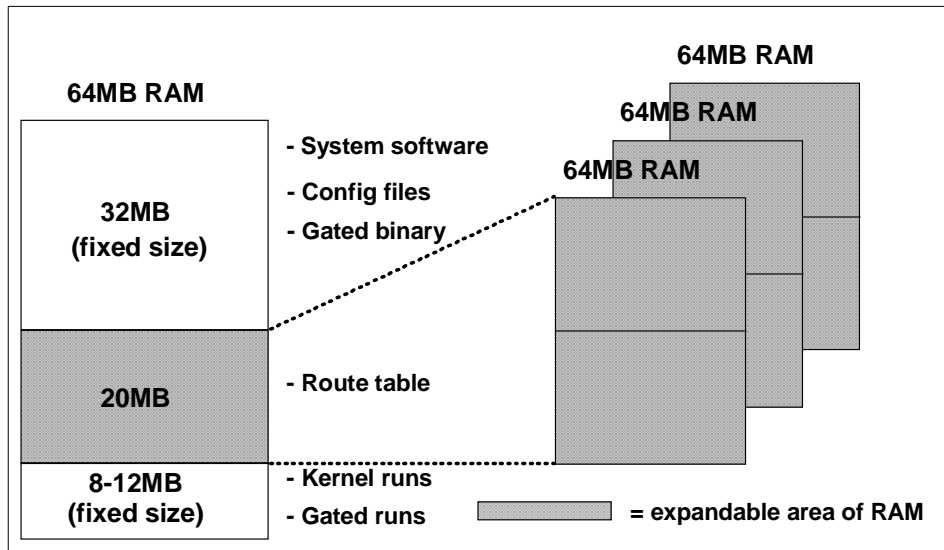 64MB RAM
32MB
(fixed size)
20MB
8-12MB
(fixed size)
- System software
- Config files
- Gated binary
- Route table
- Kernel runs
- Gated runs
64MB RAM
64MB RAM
64MB RAM
= expandable area of RAM